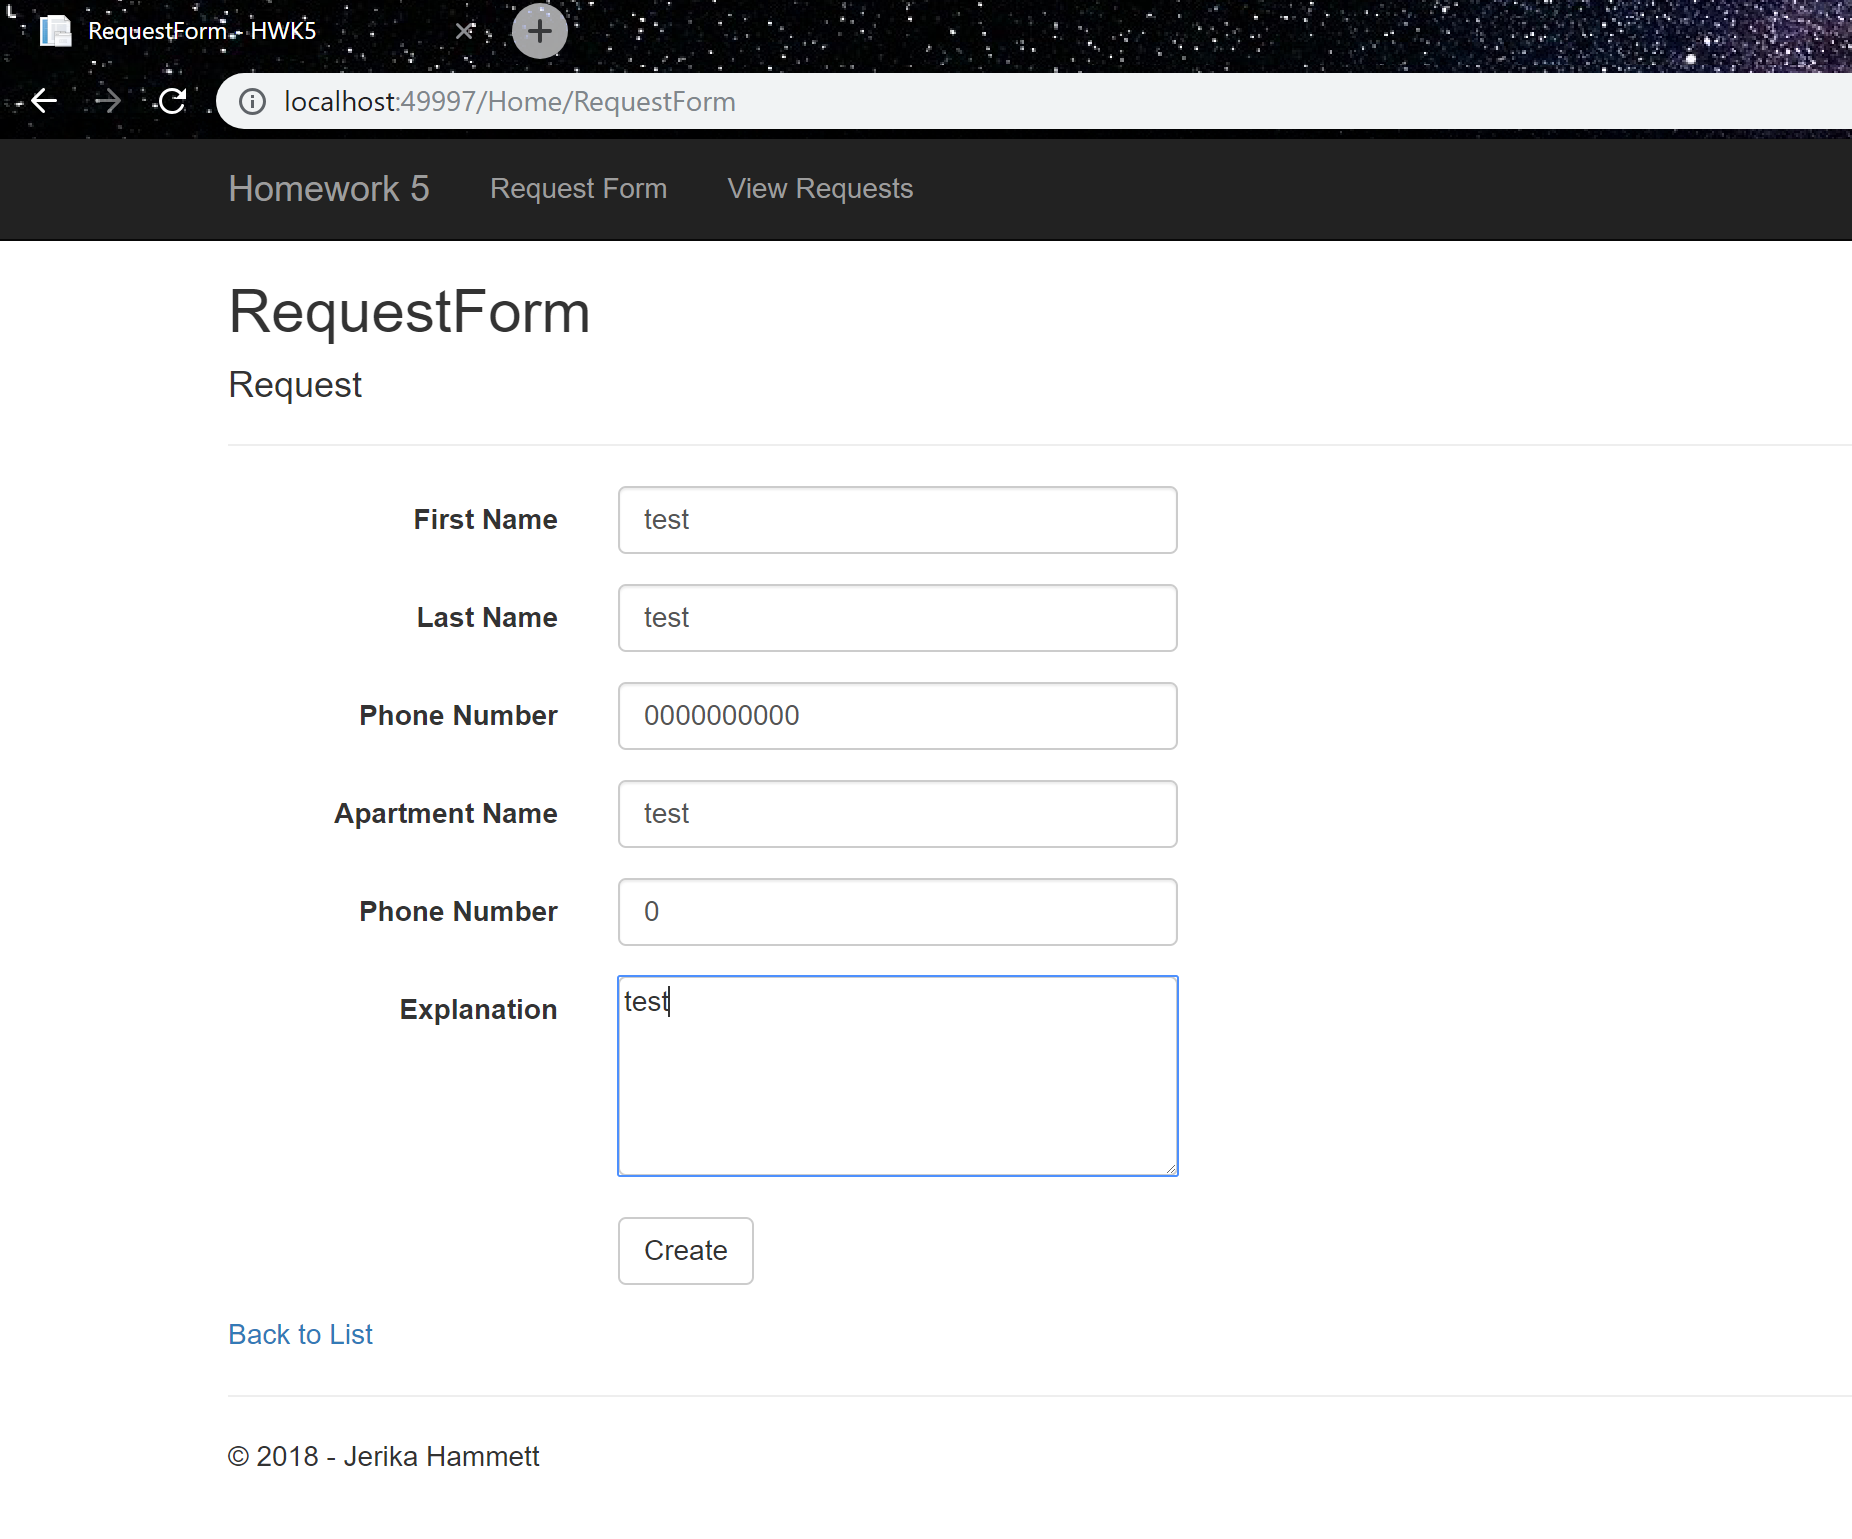 RequestForm - HWK5
localhost:49997/Home/RequestForm
Homework 5 Request Form View Requests
RequestForm
Request
First Name test
Last Name test
Phone Number 0000000000
Apartment Name test
Phone Number 0
Explanation test
Create
Back to List
© 2018 - Jerika Hammett